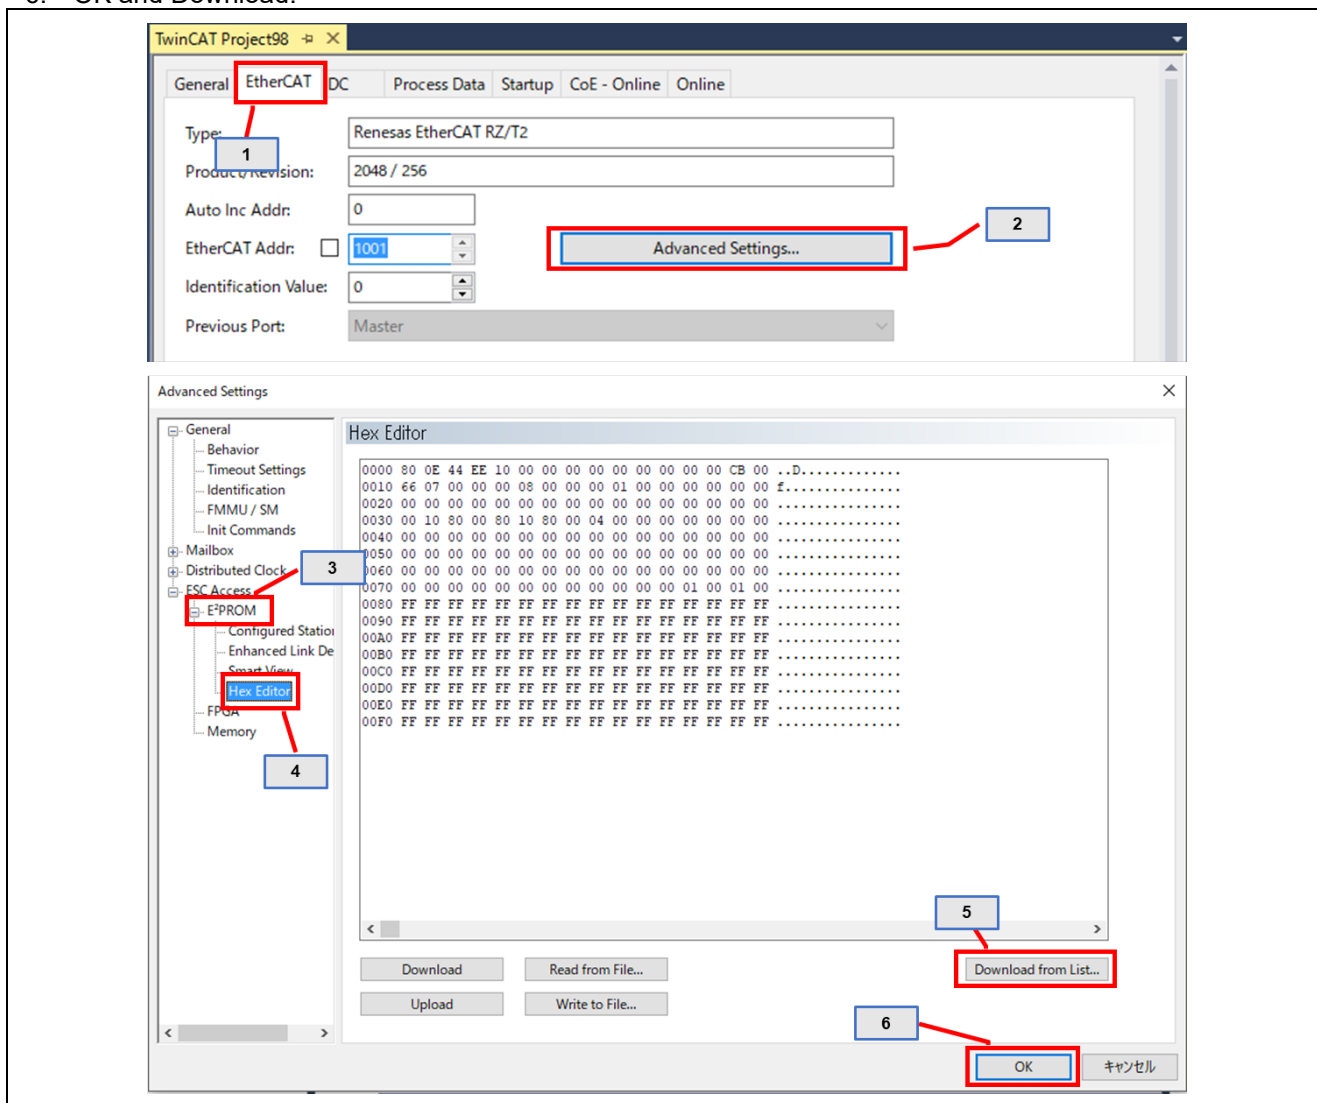 OK and Download.
TwinCAT Project98
General EtherCAT DC Process Data Startup CoE - Online Online
1
Type: Renesas EtherCAT RZ/T2
Product/Revision: 2048 / 256
Auto Inc Addr: 0
2
EtherCAT Addr: 1001 Advanced Settings...
Identification Value: 0
Previous Port: Master
Advanced Settings
General
Behavior
Timeout Settings
Identification
FMMU / SM
Init Commands
Mailbox
Distributed Clock
3
ESC Access
E²PROM
Configured Station
Enhanced Link De
Smart View
Hex Editor
FPGA
Memory
4
Hex Editor
0000 80 0E 44 EE 10 00 00 00 00 00 00 00 00 00 CB 00 ..D.............
0010 66 07 00 00 00 08 00 00 00 01 00 00 00 00 00 00 f...............
0020 00 00 00 00 00 00 00 00 00 00 00 00 00 00 00 00 ................
0030 00 10 80 00 80 10 80 00 04 00 00 00 00 00 00 00 ................
0040 00 00 00 00 00 00 00 00 00 00 00 00 00 00 00 00 ................
0050 00 00 00 00 00 00 00 00 00 00 00 00 00 00 00 00 ................
0060 00 00 00 00 00 00 00 00 00 00 00 00 00 00 00 00 ................
0070 00 00 00 00 00 00 00 00 00 00 00 00 01 00 01 00 ................
0080 FF FF FF FF FF FF FF FF FF FF FF FF FF FF FF FF ................
0090 FF FF FF FF FF FF FF FF FF FF FF FF FF FF FF FF ................
00A0 FF FF FF FF FF FF FF FF FF FF FF FF FF FF FF FF ................
00B0 FF FF FF FF FF FF FF FF FF FF FF FF FF FF FF FF ................
00C0 FF FF FF FF FF FF FF FF FF FF FF FF FF FF FF FF ................
00D0 FF FF FF FF FF FF FF FF FF FF FF FF FF FF FF FF ................
00E0 FF FF FF FF FF FF FF FF FF FF FF FF FF FF FF FF ................
00F0 FF FF FF FF FF FF FF FF FF FF FF FF FF FF FF FF ................
5
Download Read from File... Download from List...
Upload Write to File...
6
OK キャンセル